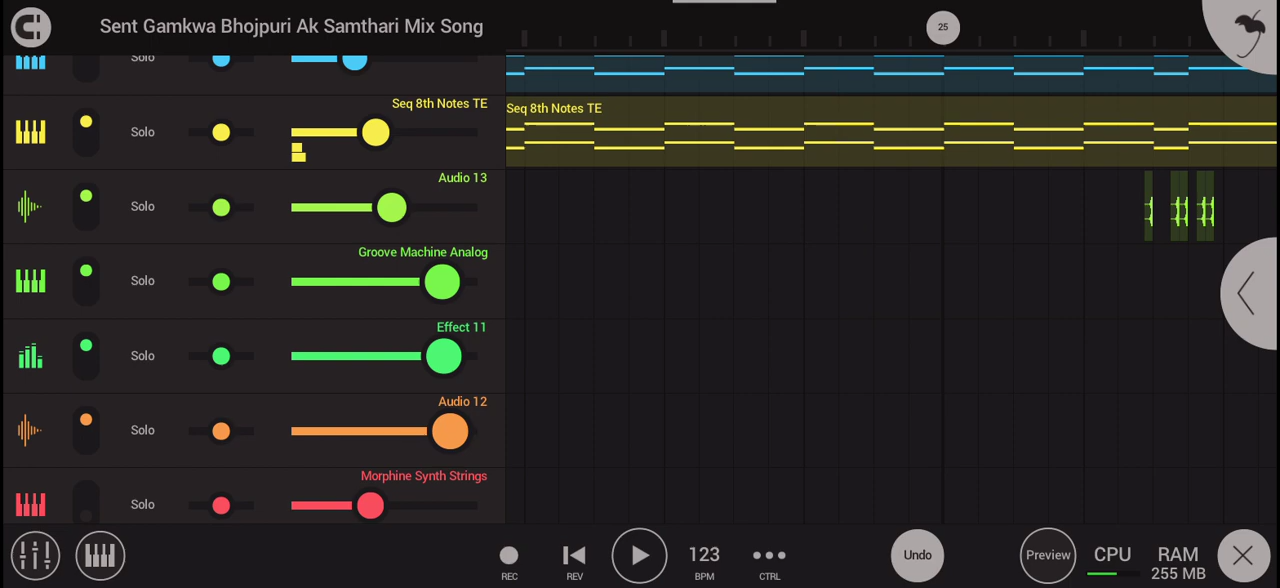 Sent Gamkwa Bhojpuri Ak Samthari Mix Song
25
Solo
Seq 8th Notes TE
Seq 8th Notes TE
Solo
Audio 13
Solo
Groove Machine Analog
Solo
Effect 11
Solo
Audio 12
Solo
Morphine Synth Strings
Solo
REC
REV
123
BPM
CTRL
Undo
Preview
CPU
RAM
255 MB